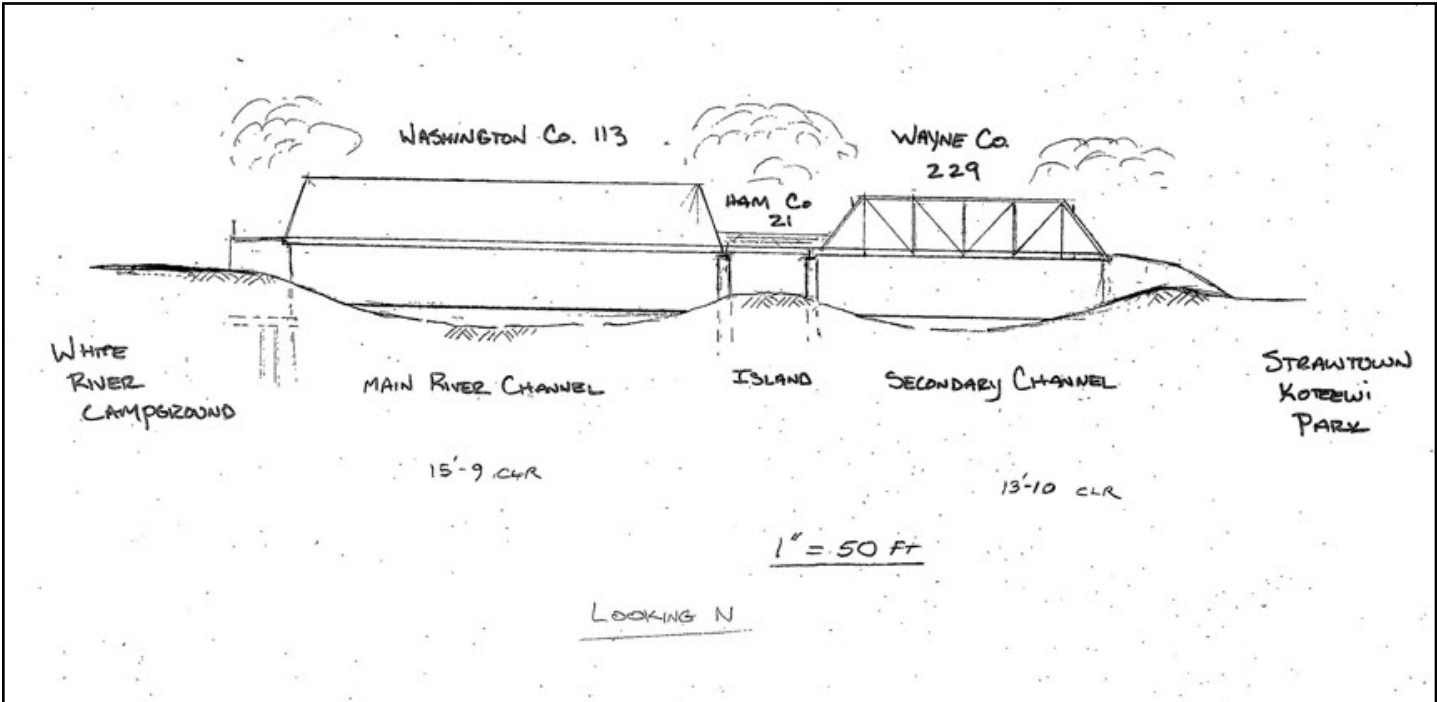 WASHINGTON CO. 113
WAYNE CO.
229
HAM CO
21
WHITE
RIVER
CAMPGROUND
MAIN RIVER CHANNEL
ISLAND
SECONDARY CHANNEL
STRAWTOWN
KOTEEWI
PARK
15'-9 CLR
13'-10 CLR
1" = 50 FT
LOOKING N